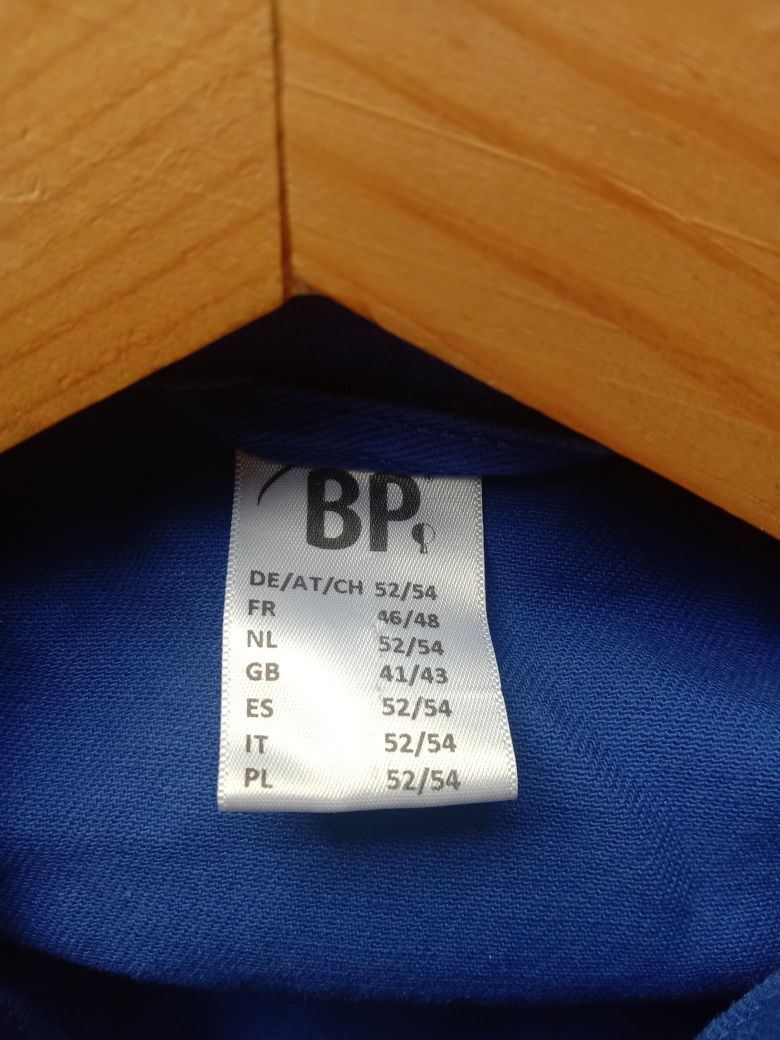 BP
DE/AT/CH 52/54
FR 46/48
NL 52/54
GB 41/43
ES 52/54
IT 52/54
PL 52/54